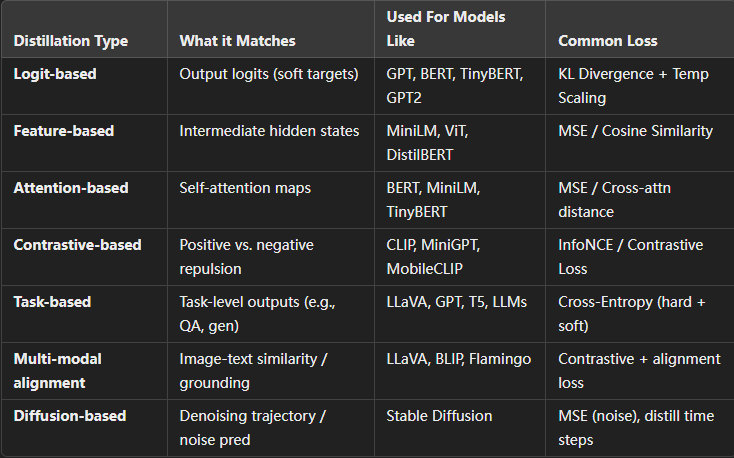 Distillation Type What it Matches Used For Models Like Common Loss
Logit-based Output logits (soft targets) GPT, BERT, TinyBERT, GPT2 KL Divergence + Temp Scaling
Feature-based Intermediate hidden states MiniLM, ViT, DistilBERT MSE / Cosine Similarity
Attention-based Self-attention maps BERT, MiniLM, TinyBERT MSE / Cross-attn distance
Contrastive-based Positive vs. negative repulsion CLIP, MiniGPT, MobileCLIP InfoNCE / Contrastive Loss
Task-based Task-level outputs (e.g., QA, gen) LLaVA, GPT, T5, LLMs Cross-Entropy (hard + soft)
Multi-modal alignment Image-text similarity / grounding LLaVA, BLIP, Flamingo Contrastive + alignment loss
Diffusion-based Denoising trajectory / noise pred Stable Diffusion MSE (noise), distill time steps